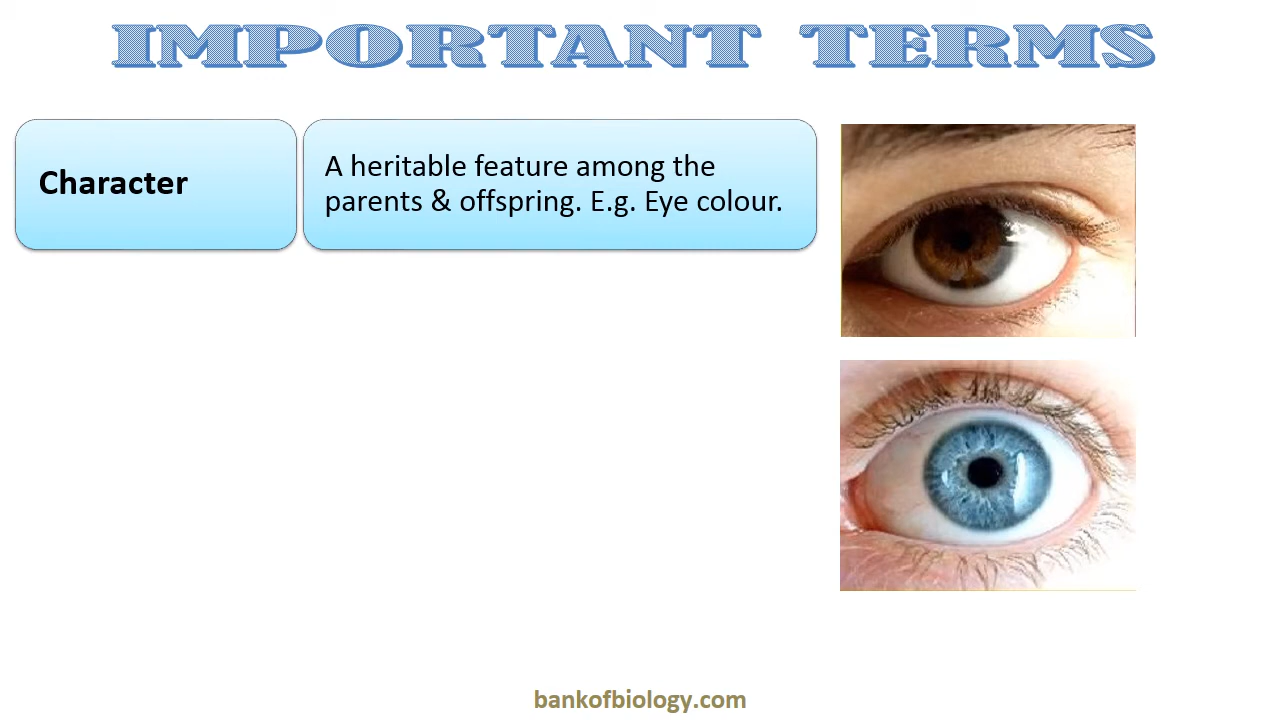 IMPORTANT TERMS
Character
A heritable feature among the
parents & offspring. E.g. Eye colour.
bankofbiology.com